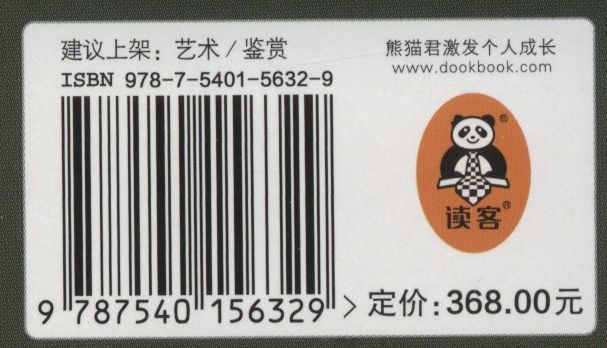 建议上架：艺术/鉴赏
ISBN 978-7-5401-5632-9
熊猫君激发个人成长
www.dookbook.com
®
读客®
9 787540 156329 >
定价：368.00元